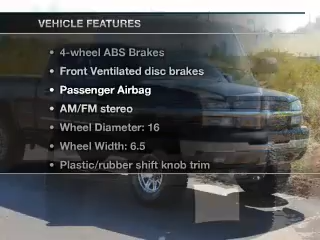 VEHICLE FEATURES
• 4-wheel ABS Brakes
• Front Ventilated disc brakes
• Passenger Airbag
• AM/FM stereo
• Wheel Diameter: 16
• Wheel Width: 6.5
• Plastic/rubber shift knob trim